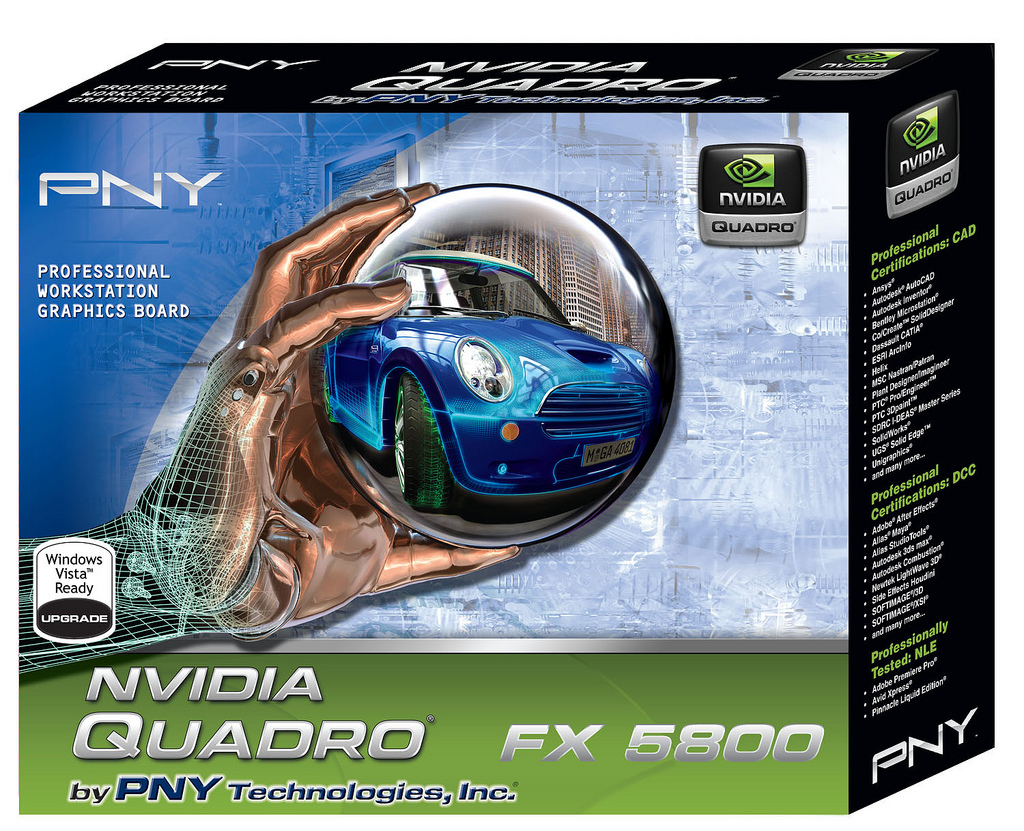 PNY
PROFESSIONAL
WORKSTATION
GRAPHICS BOARD
NVIDIA
QUADRO®
by PNY Technologies, Inc.®
NVIDIA
QUADRO
PNY
PROFESSIONAL
WORKSTATION
GRAPHICS BOARD
NVIDIA
QUADRO
M GA 408
Windows
Vista™
Ready
UPGRADE
NVIDIA
QUADRO®
FX 5800
by PNY Technologies, Inc.®
NVIDIA
QUADRO
Professional
Certifications: CAD
• Ansys®
• Autodesk® AutoCAD
• Autodesk Inventor®
• Bentley Microstation®
• Co/Create™ SolidDesigner
• Dassault CATIA®
• ESRI ArcInfo
• Helix
• MSC Nastran/Patran
• Plant Designer/Imagineer
• PTC® Pro/Engineer™
• PTC 3Dpaint™
• SDRC I-DEAS® Master Series
• SolidWorks®
• UGS® Solid Edge™
• Unigraphics®
• and many more...
Professional
Certifications: DCC
• Adobe® After Effects®
• Alias® Maya®
• Alias StudioTools®
• Autodesk 3ds max®
• Autodesk Combustion®
• Newtek LightWave 3D®
• Side Effects Houdini
• SOFTIMAGE®/3D
• SOFTIMAGE®/XSI®
• and many more...
Professionally
Tested: NLE
• Adobe Premiere Pro®
• Avid Xpress®
• Pinnacle Liquid Edition®
PNY